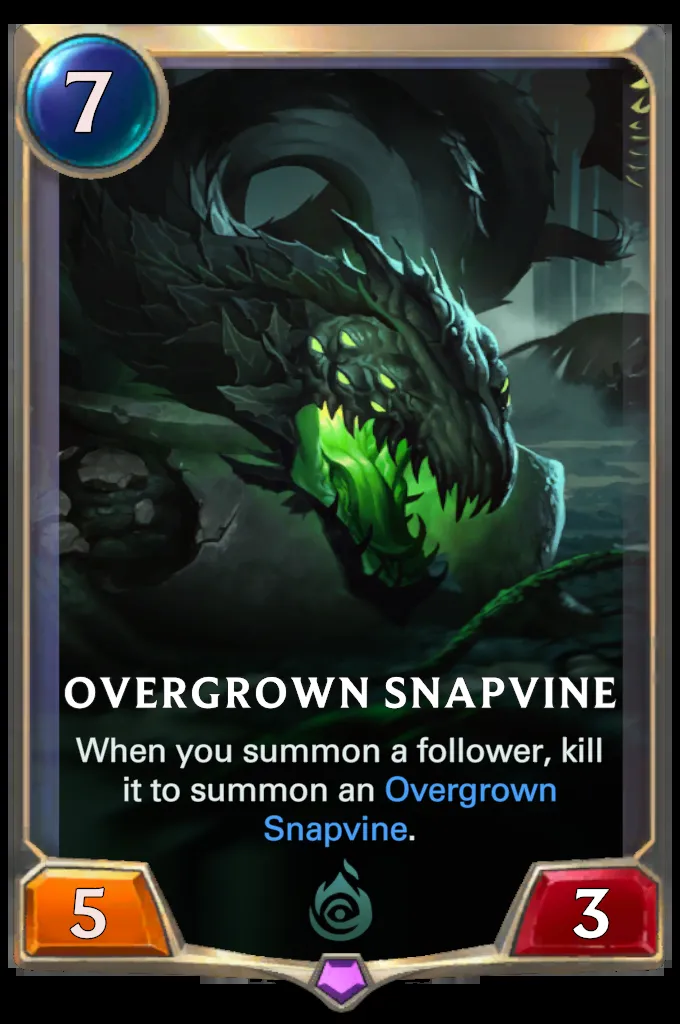 7
OVERGROWN SNAPVINE
When you summon a follower, kill
it to summon an Overgrown
Snapvine.
5
3